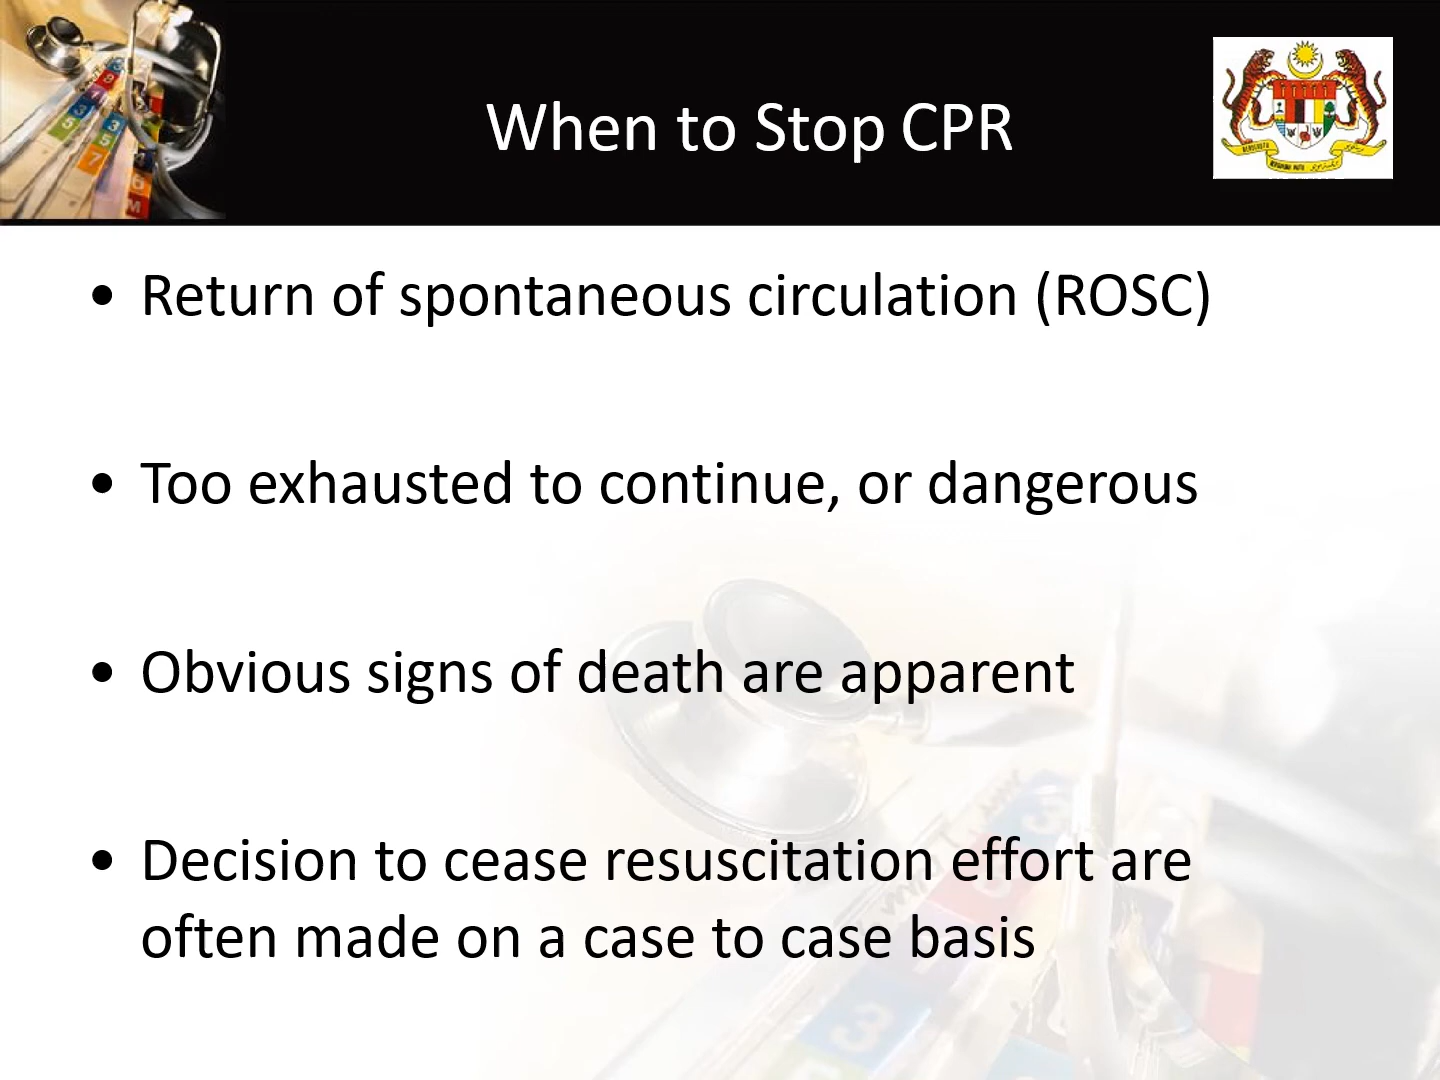 When to Stop CPR
• Return of spontaneous circulation (ROSC)
• Too exhausted to continue, or dangerous
• Obvious signs of death are apparent
• Decision to cease resuscitation effort are
often made on a case to case basis